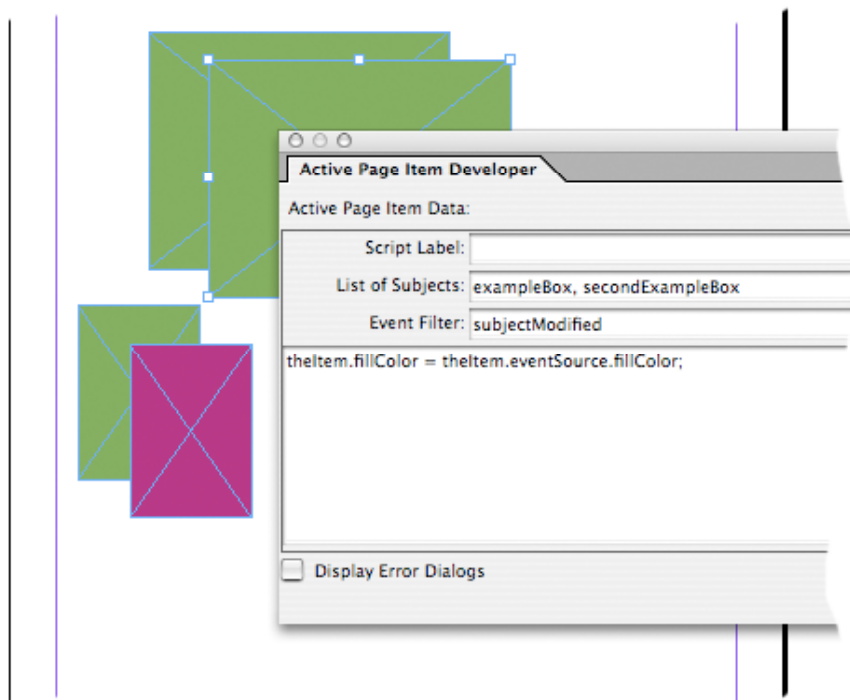 Active Page Item Developer
Active Page Item Data:
Script Label:
List of Subjects: exampleBox, secondExampleBox
Event Filter: subjectModified
theItem.fillColor = theItem.eventSource.fillColor;
Display Error Dialogs